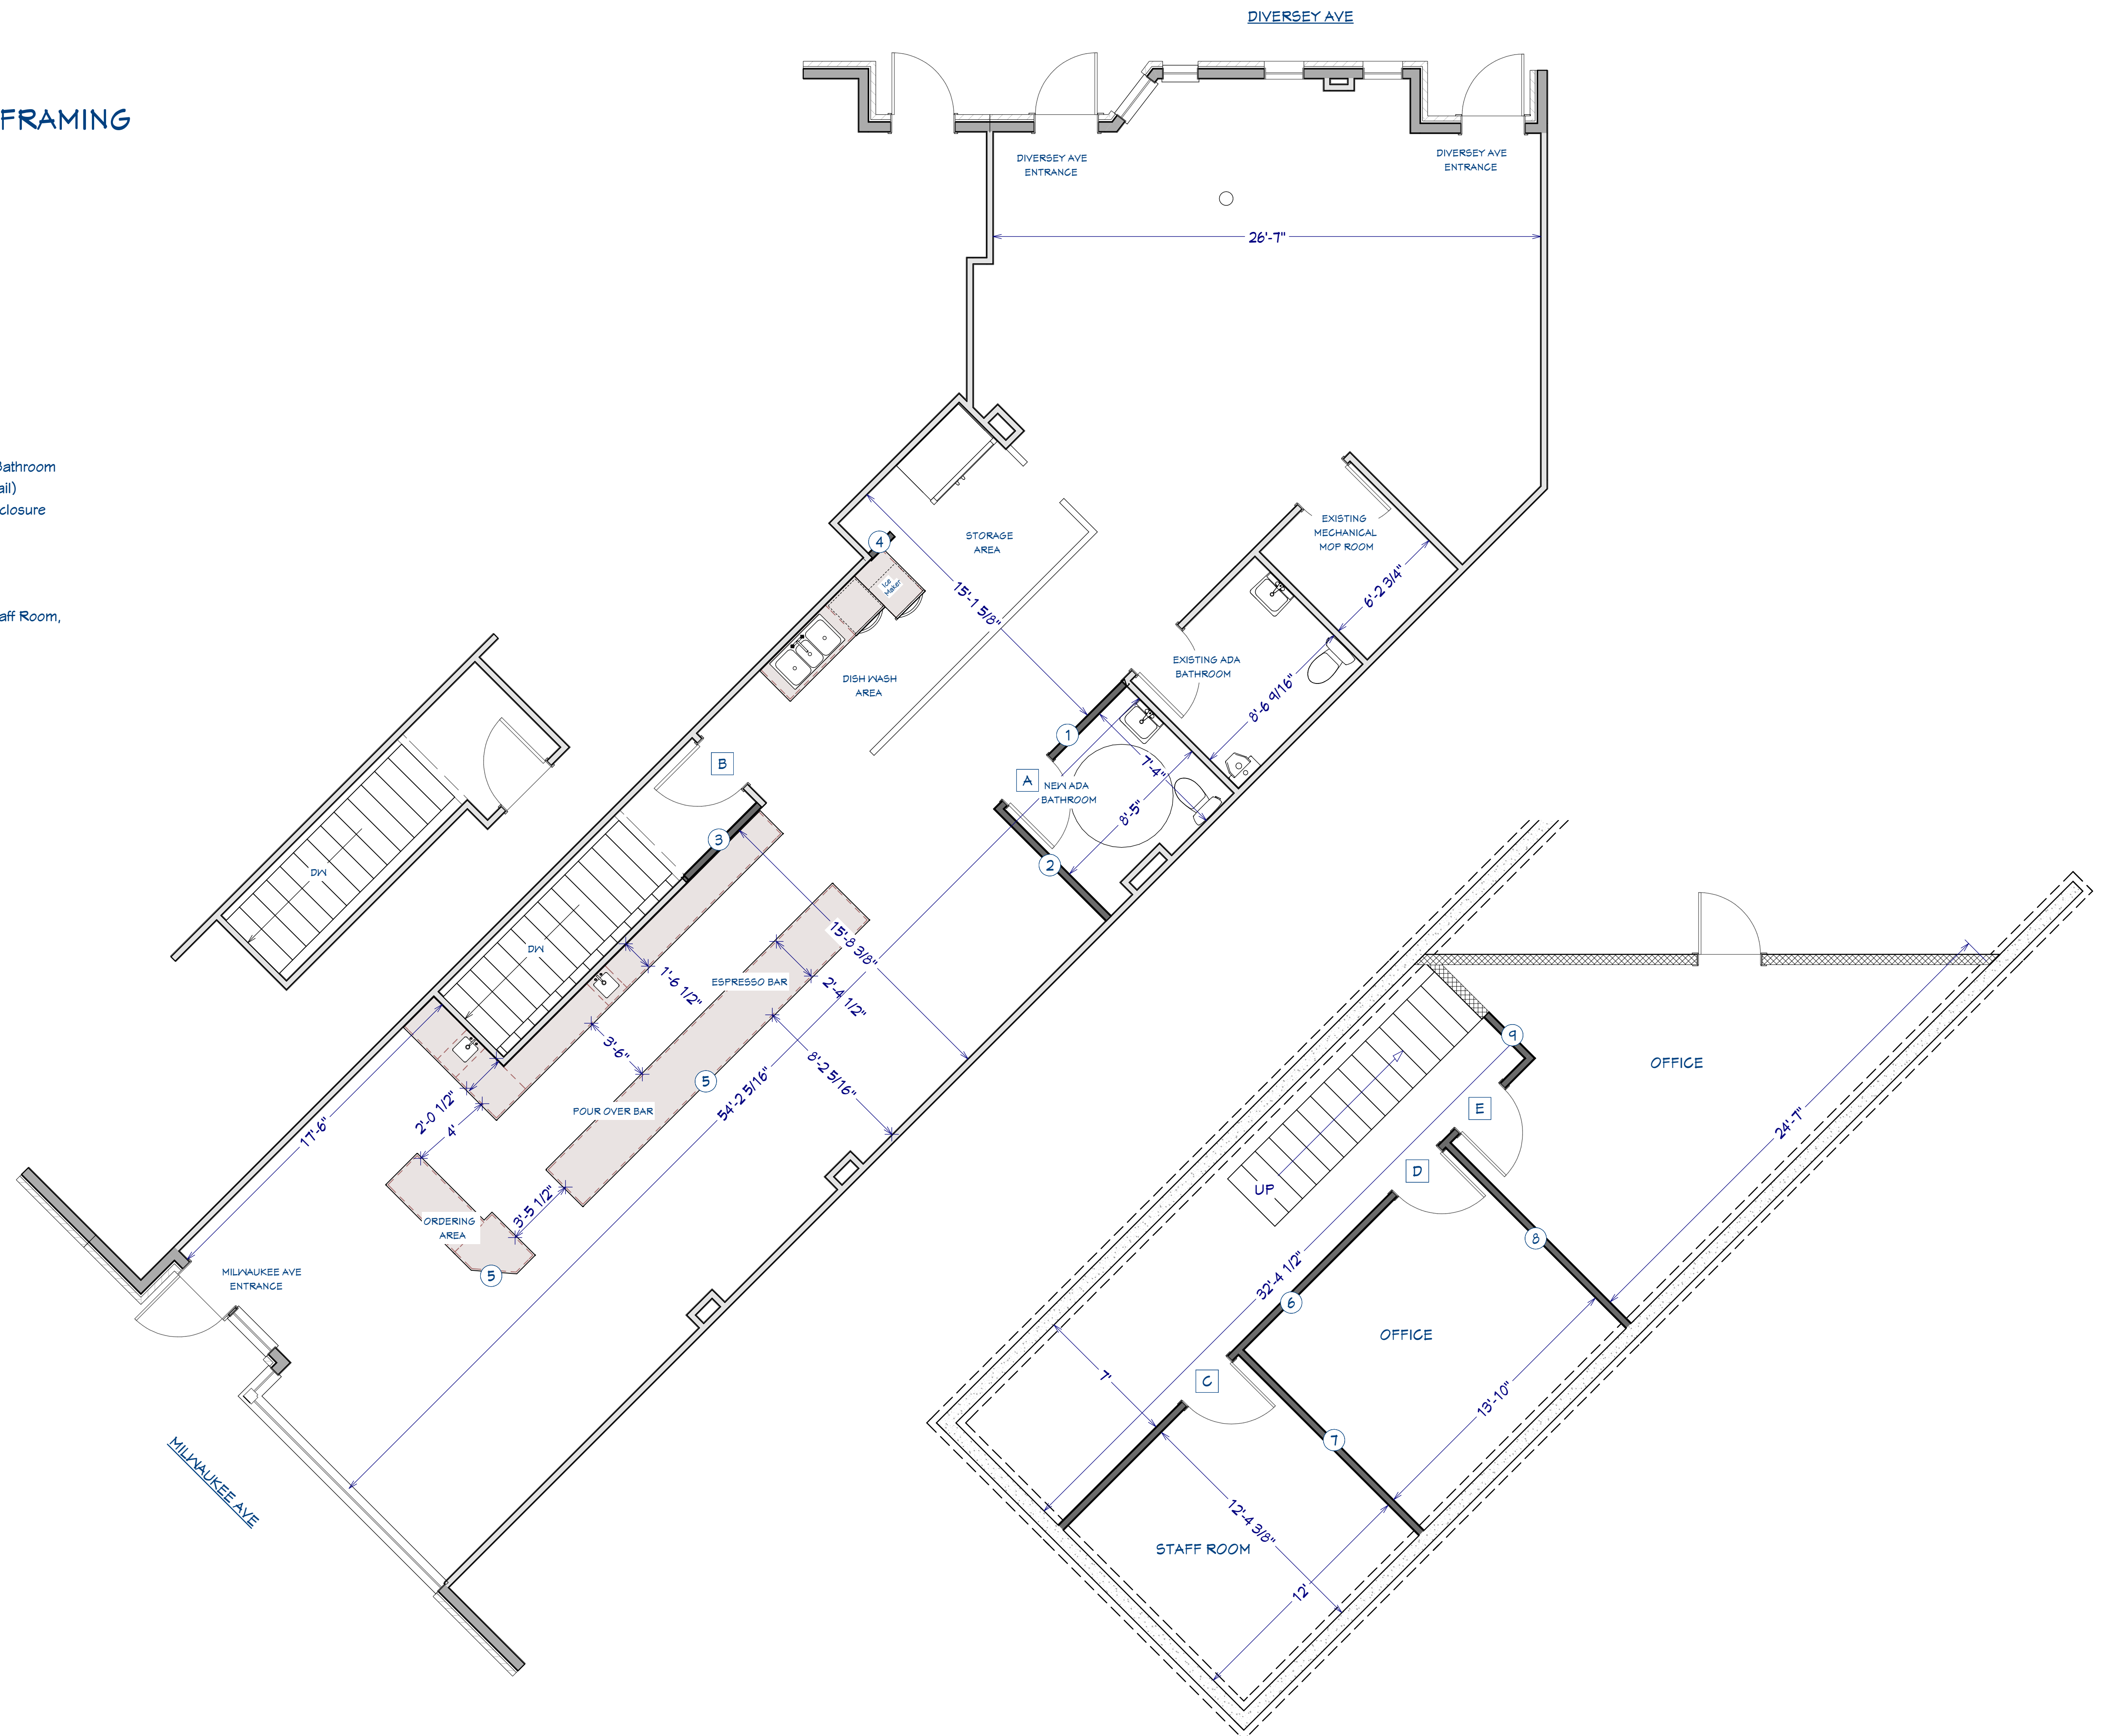 DIVERSEY AVE
FRAMING
DIVERSEY AVE
ENTRANCE
DIVERSEY AVE
ENTRANCE
26'-7"
Bathroom
ail)
closure
aff Room,
STORAGE
AREA
EXISTING
MECHANICAL
MOP ROOM
4
Ice
Maker
15'-1 5/8"
6'-2 3/4"
DISH WASH
AREA
EXISTING ADA
BATHROOM
8'-6 9/16"
1
B
A
NEW ADA
BATHROOM
7'-4"
8'-5"
3
2
DW
DW
15'-8 3/8"
1'-6 1/2"
ESPRESSO BAR
2'-4 1/2"
3'-6"
8'-2 5/16"
5
54'-2 5/16"
POUR OVER BAR
2'-0 1/2"
4'
17'-6"
3'-5 1/2"
ORDERING
AREA
5
MILWAUKEE AVE
ENTRANCE
MILWAUKEE AVE
9
OFFICE
E
24'-7"
D
UP
8
32'-4 1/2"
6
OFFICE
7'
C
13'-10"
7
12'-4 3/8"
STAFF ROOM
12'